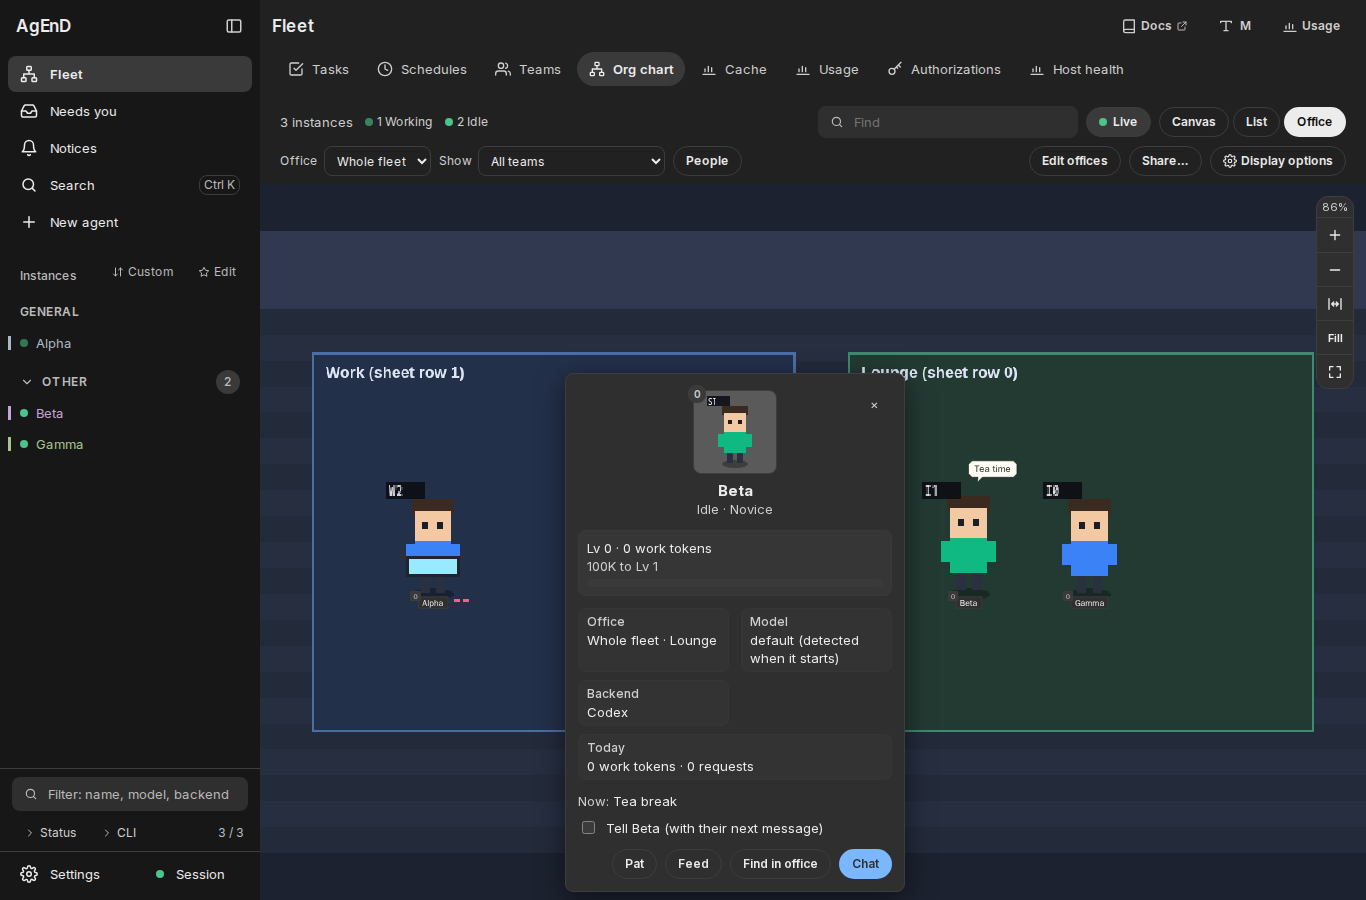 AgEnD
Fleet
Needs you
Notices
Search
Ctrl K
New agent
Instances
Custom
Edit
GENERAL
Alpha
OTHER
2
Beta
Gamma
Filter: name, model, backend
Status
CLI
3 / 3
Settings
Session
Fleet
Docs
M
Usage
Tasks
Schedules
Teams
Org chart
Cache
Usage
Authorizations
Host health
3 instances
1 Working
2 Idle
Find
Live
Canvas
List
Office
Office
Whole fleet
Show
All teams
People
Edit offices
Share...
Display options
86%
Fill
Work (sheet row 1)
Lounge (sheet row 0)
W2
0
Alpha
Tea time
I1
0
Beta
I0
0
Gamma
0
ST
×
Beta
Idle · Novice
Lv 0 · 0 work tokens
100K to Lv 1
Office
Whole fleet · Lounge
Model
default (detected
when it starts)
Backend
Codex
Today
0 work tokens · 0 requests
Now: Tea break
Tell Beta (with their next message)
Pat
Feed
Find in office
Chat